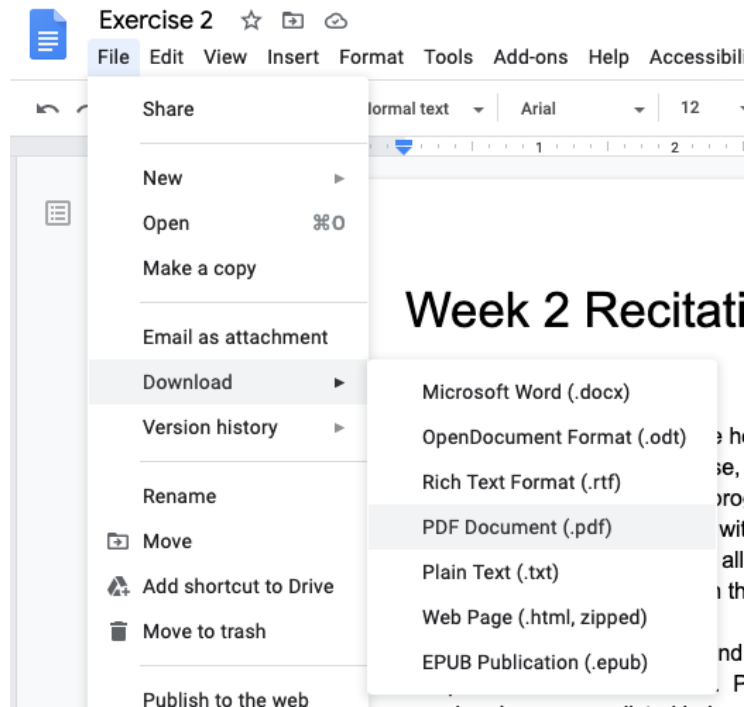 Exercise 2
File Edit View Insert Format Tools Add-ons Help
Normal text Arial 12
1 2
Share
New
Open ⌘O
Make a copy
Week 2
Email as attachment
Download
Version history
Rename
Move
Add shortcut to Drive
Move to trash
Publish to the web
Microsoft Word (.docx)
OpenDocument Format (.odt)
Rich Text Format (.rtf)
PDF Document (.pdf)
Plain Text (.txt)
Web Page (.html, zipped)
EPUB Publication (.epub)